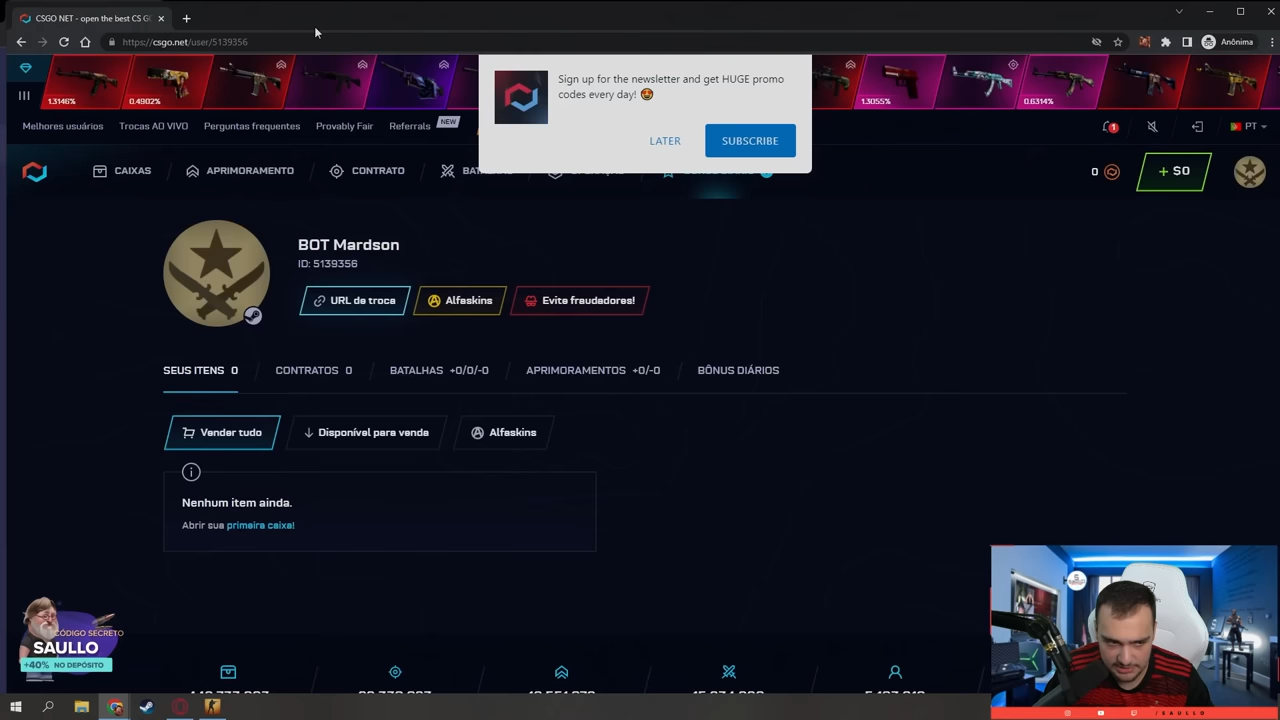 CSGO NET - open the best CS GO
https://csgo.net/user/5139356
Anônima
1.3146%
0.4902%
1.3055%
0.6314%
Sign up for the newsletter and get HUGE promo
codes every day! 🤩
LATER
SUBSCRIBE
Melhores usuários
Trocas AO VIVO
Perguntas frequentes
Provably Fair
Referrals
NEW
1
PT
CAIXAS
APRIMORAMENTO
CONTRATO
0
+ $0
BOT Mardson
ID: 5139356
URL de troca
Alfaskins
Evite fraudadores!
SEUS ITENS 0
CONTRATOS 0
BATALHAS +0/0/-0
APRIMORAMENTOS +0/-0
BÔNUS DIÁRIOS
Vender tudo
Disponível para venda
Alfaskins
Nenhum item ainda.
Abrir sua primeira caixa!
CÓDIGO SECRETO
SAULLO
+40% NO DEPÓSITO
/SAULLO